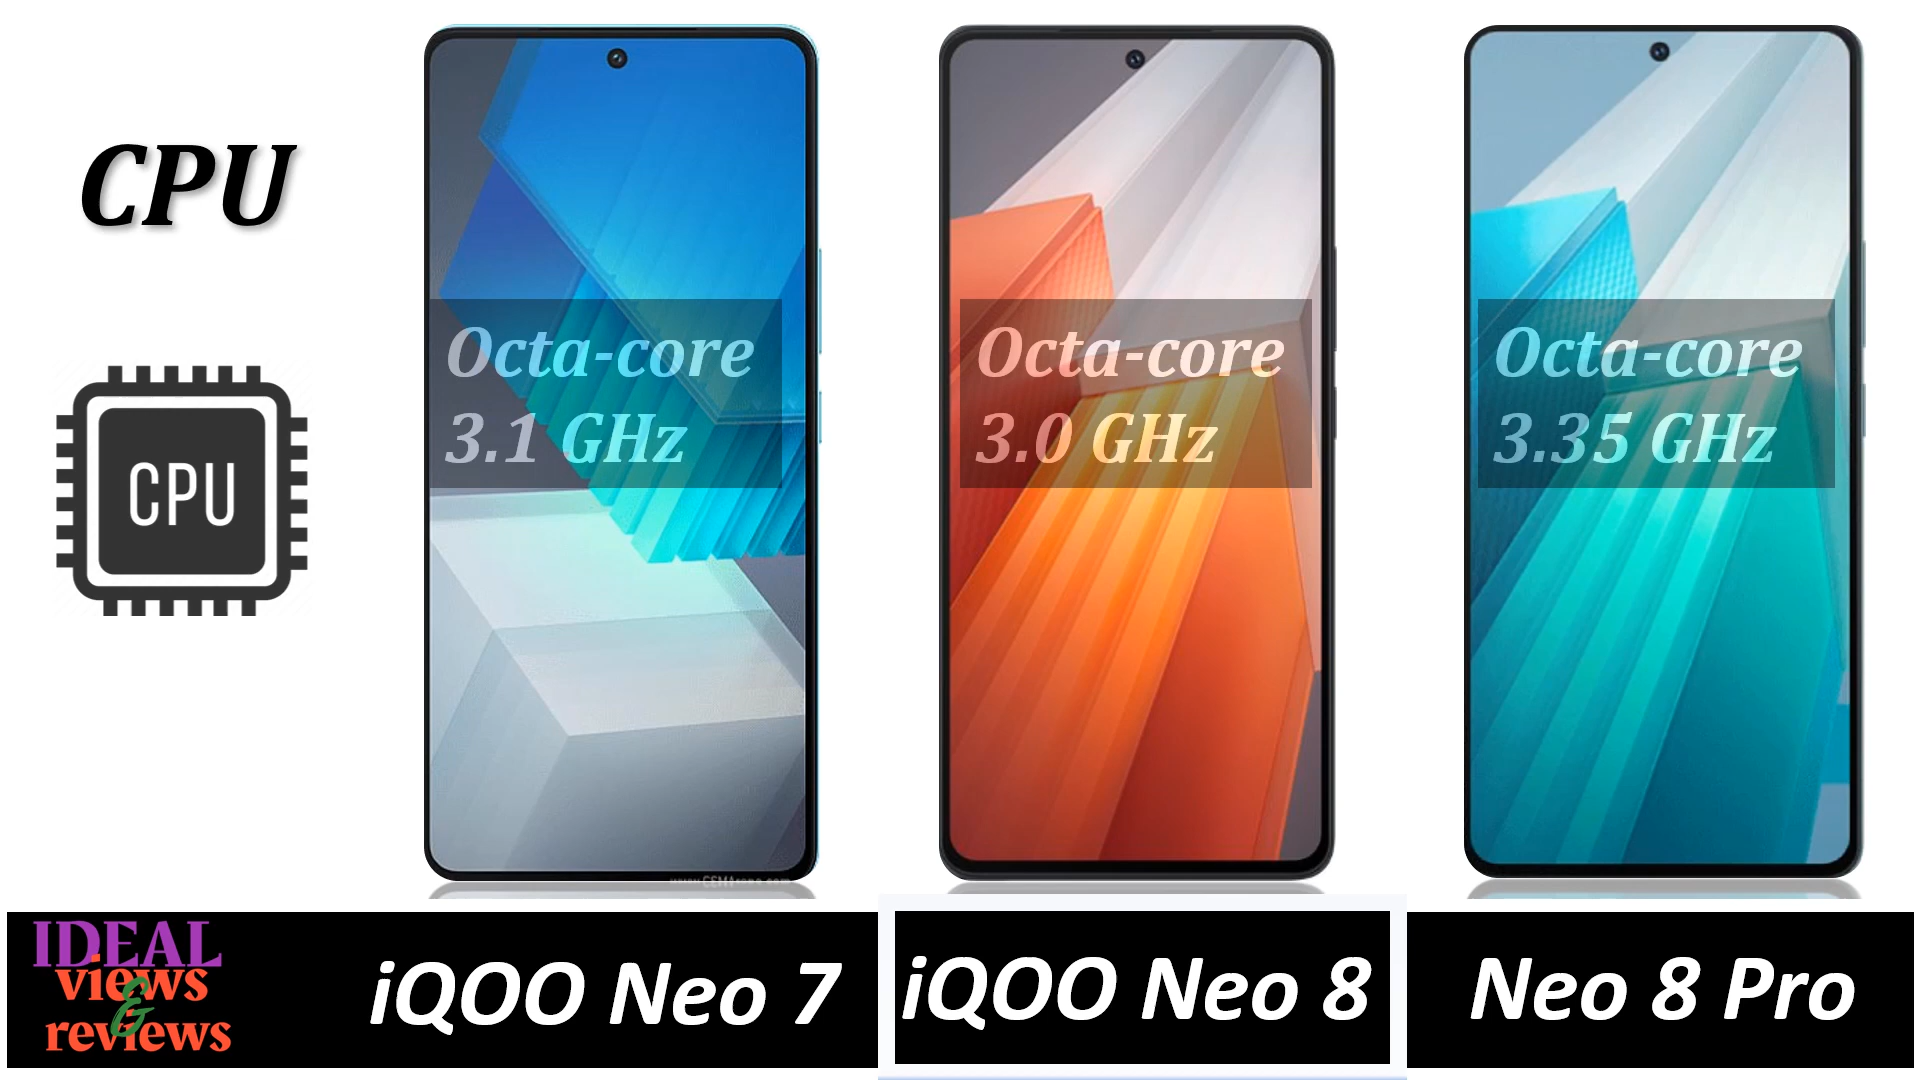 CPU
CPU
Octa-core
3.1 GHz
Octa-core
3.0 GHz
Octa-core
3.35 GHz
IDEAL
views
&
reviews
iQOO Neo 7
iQOO Neo 8
Neo 8 Pro